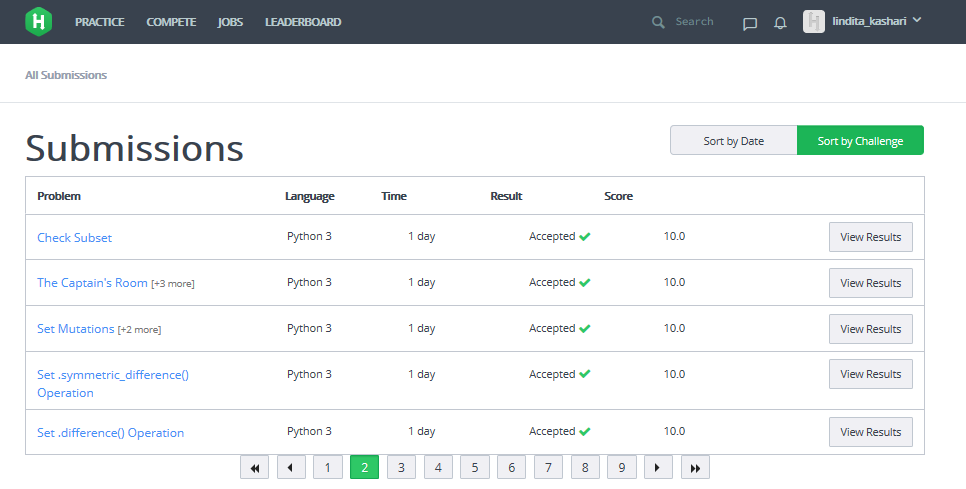 H PRACTICE COMPETE JOBS LEADERBOARD Search lindita_kashari
All Submissions
Submissions
Sort by Date Sort by Challenge
Problem Language Time Result Score
Check Subset Python 3 1 day Accepted 10.0 View Results
The Captain's Room [+3 more] Python 3 1 day Accepted 10.0 View Results
Set Mutations [+2 more] Python 3 1 day Accepted 10.0 View Results
Set .symmetric_difference() Python 3 1 day Accepted 10.0 View Results
Operation
Set .difference() Operation Python 3 1 day Accepted 10.0 View Results
1 2 3 4 5 6 7 8 9